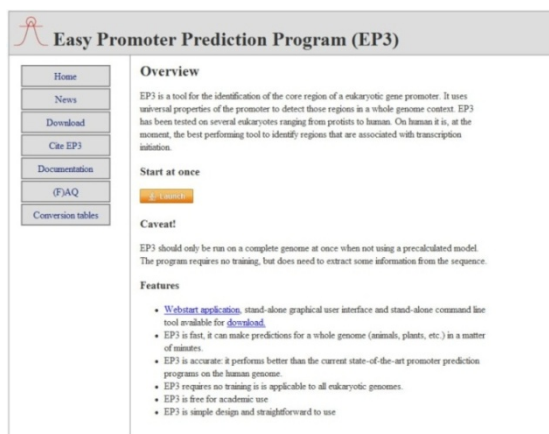 Easy Promoter Prediction Program (EP3)
Home
News
Download
Cite EP3
Documentation
(F)AQ
Conversion tables
Overview
EP3 is a tool for the identification of the core region of a eukaryotic gene promoter. It uses
universal properties of the promoter to detect those regions in a whole genome context. EP3
has been tested on several eukaryotes ranging from protists to human. On human it is, at the
moment, the best performing tool to identify regions that are associated with transcription
initiation.
Start at once
Launch
Caveat!
EP3 should only be run on a complete genome at once when not using a precalculated model.
The program requires no training, but does need to extract some information from the sequence.
Features
• Webstart application, stand-alone graphical user interface and stand-alone command line
tool available for download.
• EP3 is fast, it can make predictions for a whole genome (animals, plants, etc.) in a matter
of minutes.
• EP3 is accurate: it performs better than the current state-of-the-art promoter prediction
programs on the human genome.
• EP3 requires no training is is applicable to all eukaryotic genomes.
• EP3 is free for academic use
• EP3 is simple design and straightforward to use